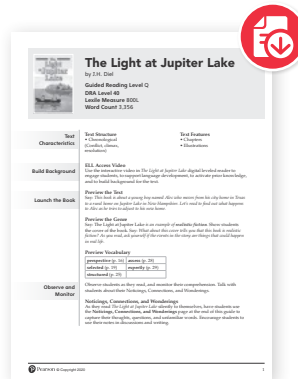 The Light at Jupiter Lake
by J.H. Diel
Guided Reading Level Q
DRA Level 40
Lexile Measure 800L
Word Count 3,356
The Light
at Jupiter
Lake
Text
Characteristics
Text Structure
• Chronological
(Conflict, climax,
resolution)
Text Features
• Chapters
• Illustrations
Build Background
ELL Access Video
Use the interactive video to The Light at Jupiter Lake digital leveled reader to
engage students, to support language development, to activate prior knowledge,
and to build background for the text.
Launch the Book
Preview the Text
Say: This book is about a young boy named Alex who moves from his city home in Texas
to a rural home on Jupiter Lake in New Hampshire. Let's read to find out what happens
to Alex as he tries to adjust to his new home.
Preview the Genre
Say: The Light at Jupiter Lake is an example of realistic fiction. Show students
the cover of the book. Say: What about this cover tells you that this book is realistic
fiction? As you read, ask yourself if the events in the story are things that could happen
in real life.
Preview Vocabulary
perspective (p. 16)
access (p. 28)
selected (p. 19)
expertly (p. 29)
structured (p. 25)
Observe and
Monitor
Observe students as they read, and monitor their comprehension. Talk with
students about their Noticings, Connections, and Wonderings.
Noticings, Connections, and Wonderings
As they read The Light at Jupiter Lake silently to themselves, have students use
the Noticings, Connections, and Wonderings page at the end of this guide to
capture their thoughts, questions, and unfamiliar words. Encourage students to
use their notes in discussions and writing.
Pearson © Copyright 2020
1